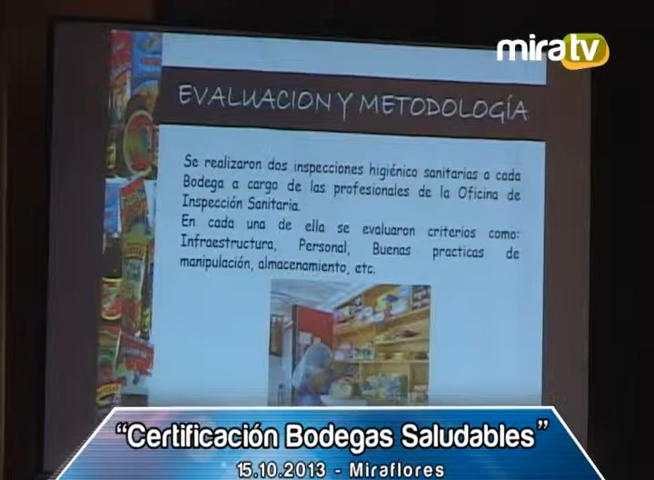 miratv
EVALUACION Y METODOLOGÍA
Se realizaron dos inspecciones higiénico sanitarias a cada
Bodega a cargo de las profesionales de la Oficina de
Inspección Sanitaria.
En cada una de ella se evaluaron criterios como:
Infraestructura, Personal, Buenas practicas de
manipulación, almacenamiento, etc.
“Certificación Bodegas Saludables”
15.10.2013 - Miraflores